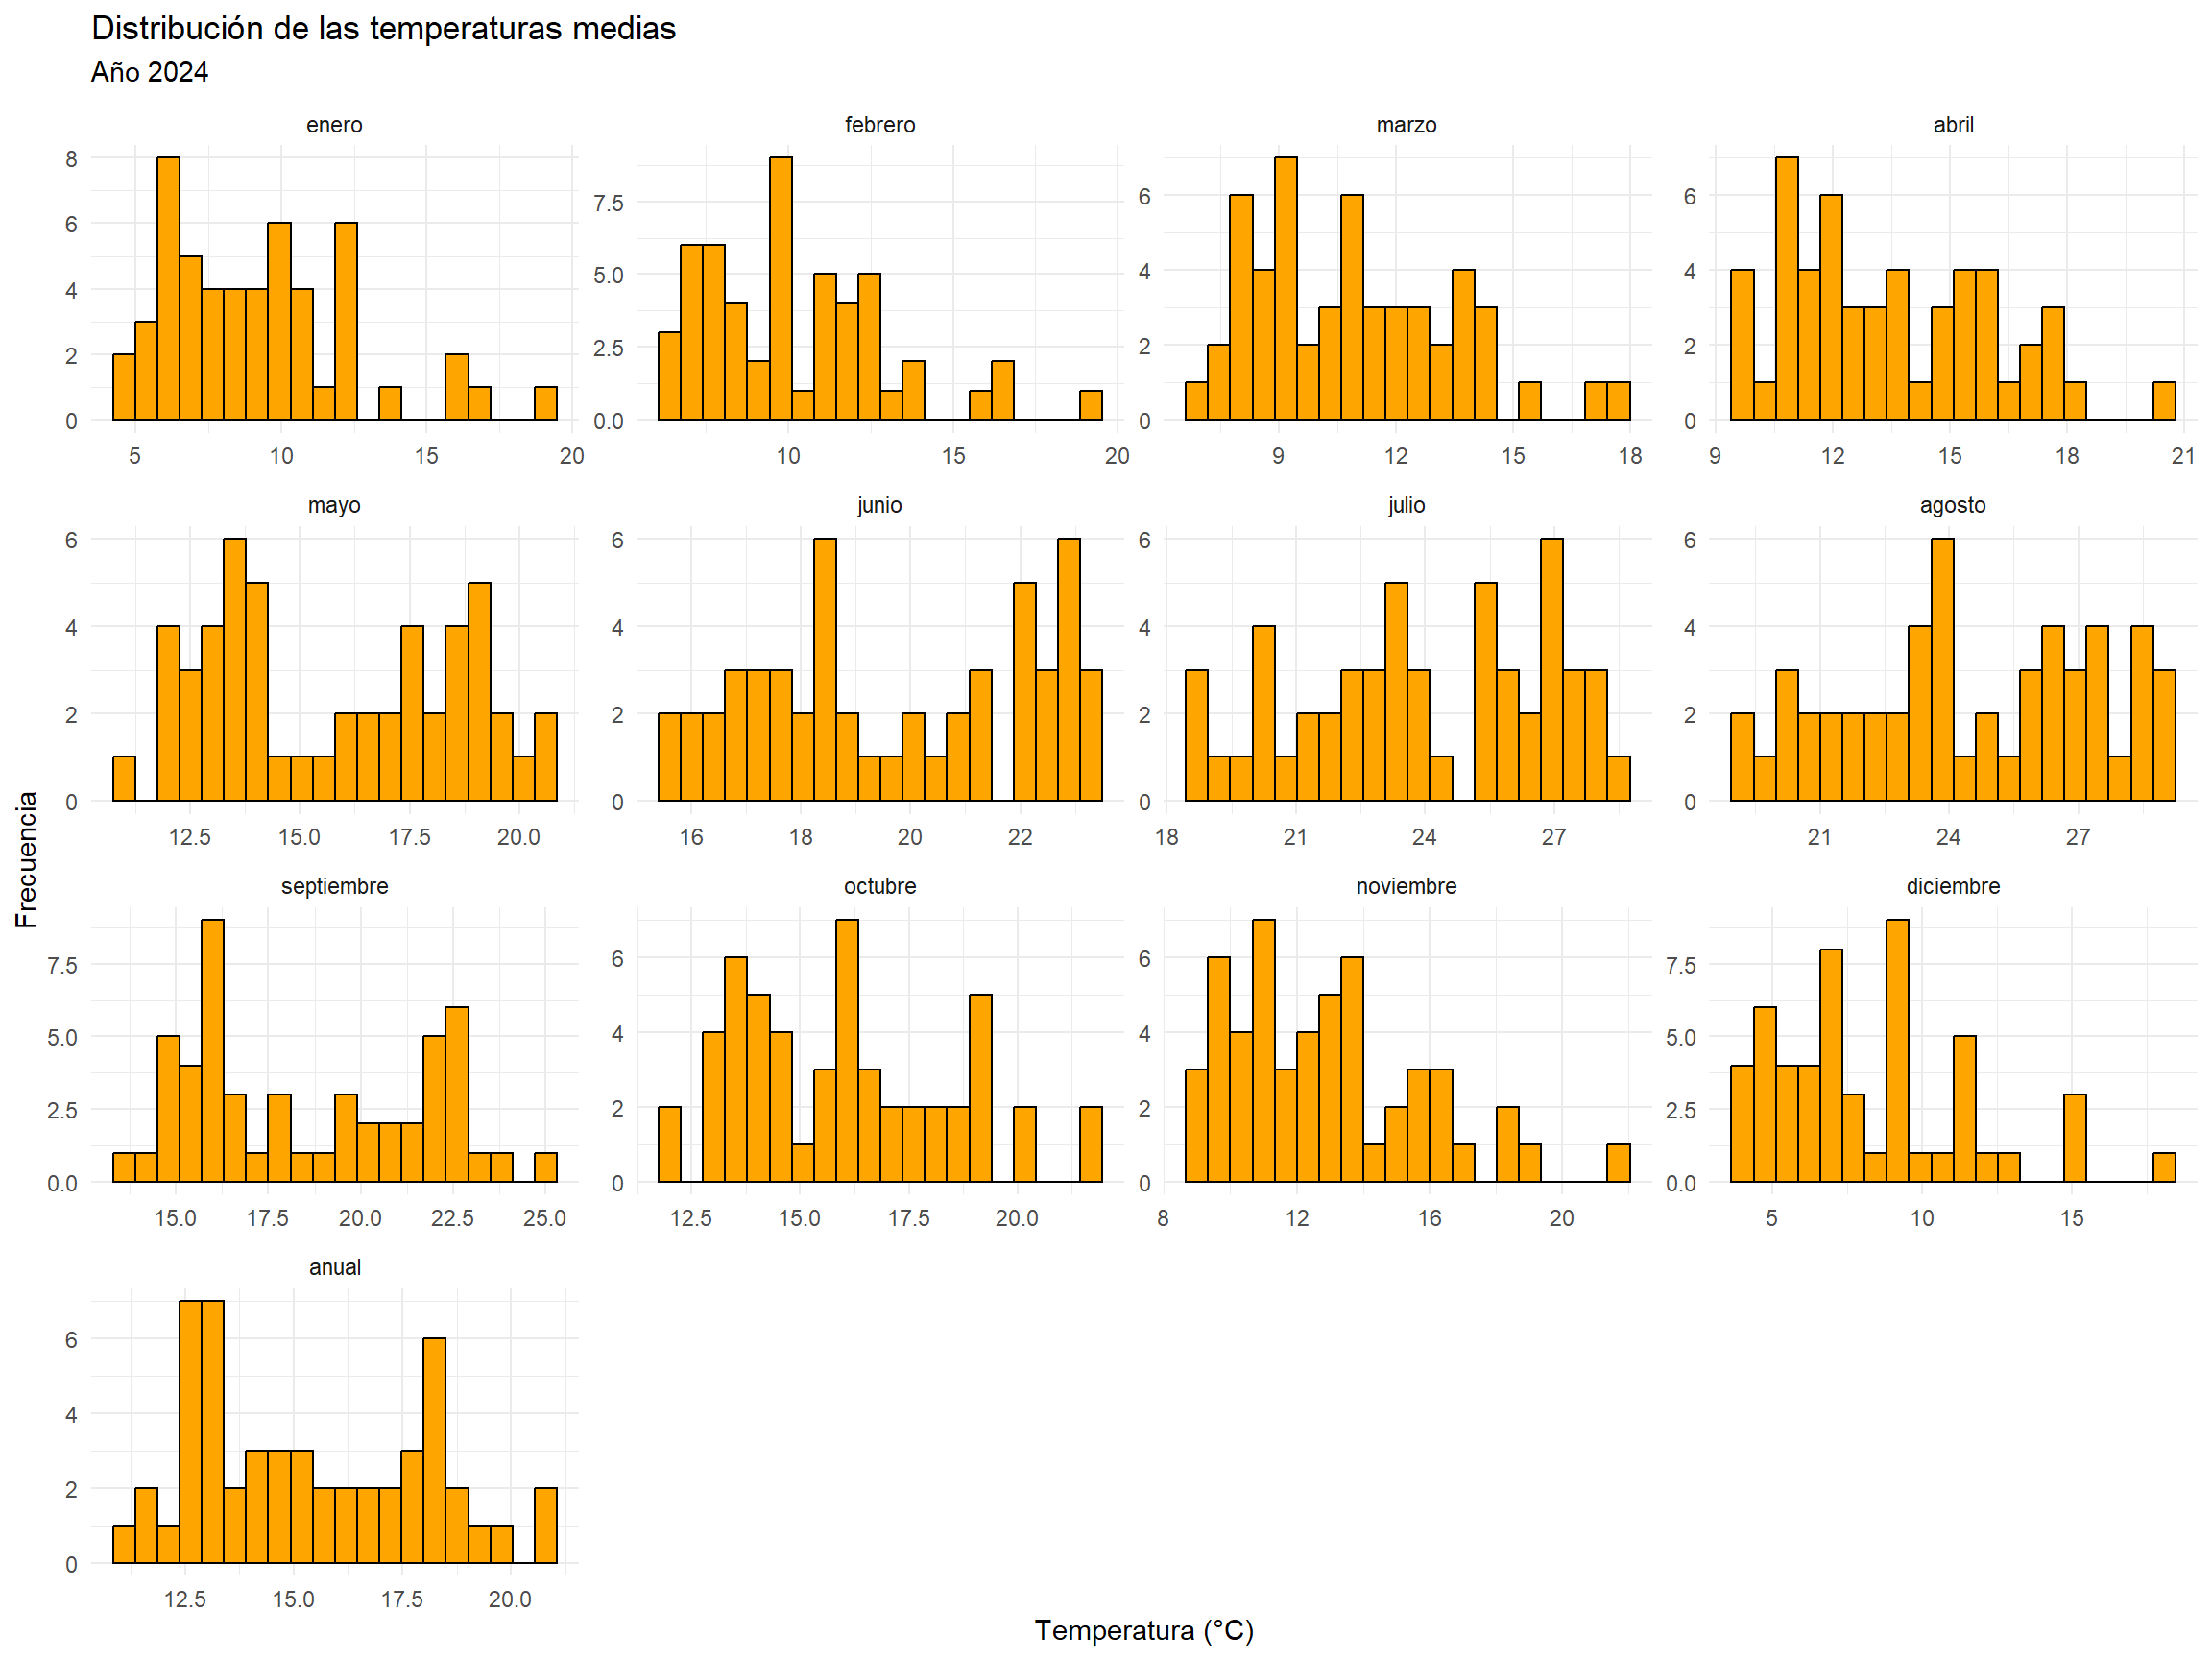 Distribución de las temperaturas medias
Año 2024
enero
febrero
marzo
abril
8
6
4
2
0
7.5
5.0
2.5
0.0
6
4
2
0
6
4
2
0
5 10 15 20
10 15 20
9 12 15 18
9 12 15 18 21
mayo
junio
julio
agosto
6
4
2
0
6
4
2
0
6
4
2
0
6
4
2
0
12.5 15.0 17.5 20.0
16 18 20 22
18 21 24 27
21 24 27
Frecuencia
septiembre
octubre
noviembre
diciembre
7.5
5.0
2.5
0.0
6
4
2
0
6
4
2
0
7.5
5.0
2.5
0.0
15.0 17.5 20.0 22.5 25.0
12.5 15.0 17.5 20.0
8 12 16 20
5 10 15
anual
6
4
2
0
12.5 15.0 17.5 20.0
Temperatura (°C)